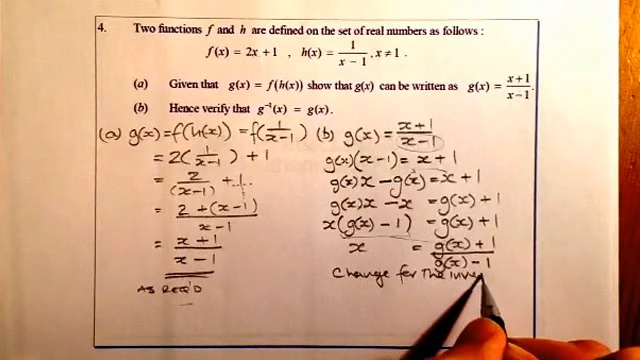 4. Two functions f and h are defined on the set of real numbers as follows :
f(x) = 2x + 1 , h(x) = 1/(x − 1) , x ≠ 1 .
(a) Given that g(x) = f(h(x)) show that g(x) can be written as g(x) = (x+1)/(x−1) .
(b) Hence verify that g⁻¹(x) = g(x) .
(a) g(x) = f(h(x)) = f(1/(x−1))
= 2(1/(x−1)) + 1
= 2/(x−1) + 1
= (2 + (x−1))/(x−1)
= (x+1)/(x−1)
AS REQ'D
(b) g(x) = (x+1)/(x−1)
g(x)(x−1) = x + 1
g(x)x − g(x) = x + 1
g(x)x − x = g(x) + 1
x(g(x) − 1) = g(x) + 1
x = (g(x) + 1)/(g(x) − 1)
Change for the inve